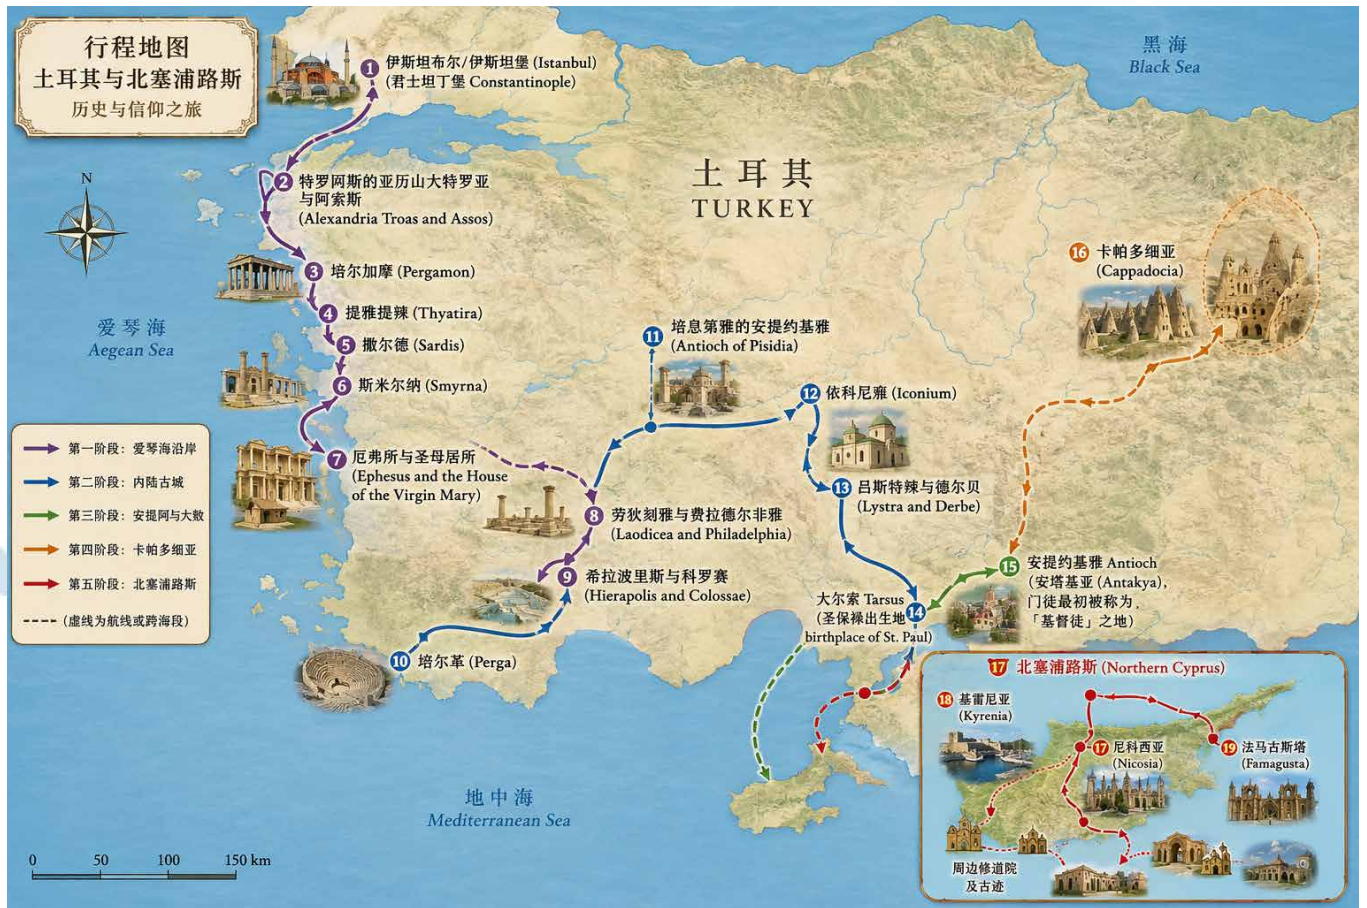 行程地图
土耳其与北塞浦路斯
历史与信仰之旅
1
伊斯坦布尔/伊斯坦堡 (Istanbul)
(君士坦丁堡 Constantinople)
黑海
Black Sea
N
2
特罗网斯的亚历山大特罗亚
与阿索斯
(Alexandria Troas and Assos)
土耳其
TURKEY
16
卡帕多细亚
(Cappadocia)
3
培尔加摩 (Pergamon)
4
提雅提辣 (Thyatira)
爱琴海
Aegean Sea
5
撒尔德 (Sardis)
6
斯米尔纳 (Smyrna)
11
培息第雅的安提约基雅
(Antioch of Pisidia)
12
依科尼雍 (Iconium)
7
厄弗所与圣母居所
(Ephesus and the House
of the Virgin Mary)
13
吕斯特辣与德尔贝
(Lystra and Derbe)
8
劳狄刻雅与费拉德尔非雅
(Laodicea and Philadelphia)
9
希拉波里斯与科罗赛
(Hierapolis and Colossae)
10
培尔革 (Perga)
大尔索 Tarsus
(圣保禄出生地
birthplace of St. Paul)
14
15
安提约基雅 Antioch
(安塔基亚 (Antakya),
门徒最初被称为.
「基督徒」之地)
第一阶段: 爱琴海沿岸
第二阶段: 内陆古城
第三阶段: 安提阿与大数
第四阶段: 卡帕多细亚
第五阶段: 北塞浦路斯
(虚线为航线或跨海段)
地中海
Mediterranean Sea
0 50 100 150 km
17 北塞浦路斯 (Northern Cyprus)
18
基雷尼亚
(Kyrenia)
17
尼科西亚
(Nicosia)
19
法马古斯塔
(Famagusta)
周边修道院
及古迹